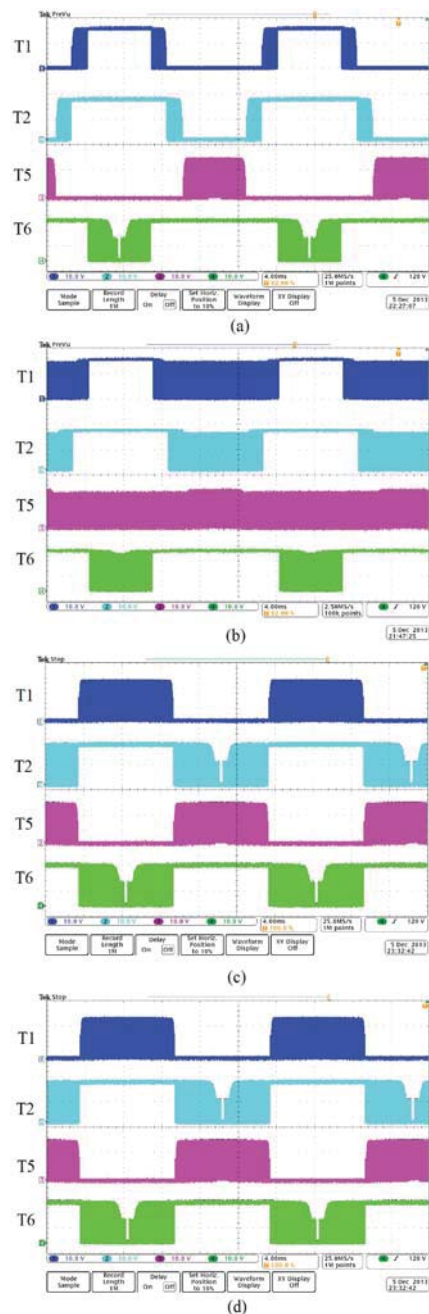 Tek PreVu
T1
T2
T5
T6
10.0 V 10.0 V 10.0 V 10.0 V 4.00ms 25.0MS/s 1M points 120 V
Mode Sample Record Length 1M Delay On Off Set Horiz. Position to 10% Waveform Display XY Display Off
5 Dec 2013
22:27:07
(a)
Tek PreVu
T1
T2
T5
T6
10.0 V 10.0 V 10.0 V 10.0 V 4.00ms 2.50MS/s 100k points 120 V
5 Dec 2013
21:47:25
(b)
Tek Stop
T1
T2
T5
T6
10.0 V 10.0 V 10.0 V 10.0 V 4.00ms 25.0MS/s 1M points 120 V
Mode Sample Record Length 1M Delay On Off Set Horiz. Position to 10% Waveform Display XY Display Off
5 Dec 2013
23:32:42
(c)
Tek Stop
T1
T2
T5
T6
10.0 V 10.0 V 10.0 V 10.0 V 4.00ms 25.0MS/s 1M points 120 V
Mode Sample Record Length 1M Delay On Off Set Horiz. Position to 10% Waveform Display XY Display Off
5 Dec 2013
23:32:42
(d)